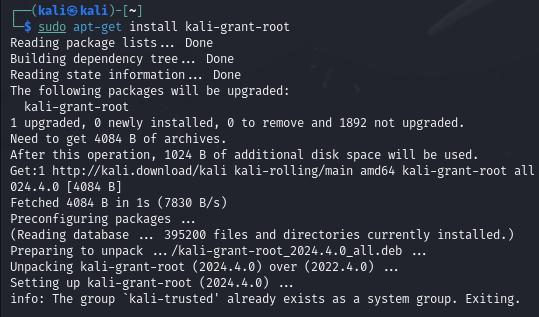 ┌──(kali㉿kali)-[~]
└─$ sudo apt-get install kali-grant-root
Reading package lists... Done
Building dependency tree... Done
Reading state information... Done
The following packages will be upgraded:
  kali-grant-root
1 upgraded, 0 newly installed, 0 to remove and 1892 not upgraded.
Need to get 4084 B of archives.
After this operation, 1024 B of additional disk space will be used.
Get:1 http://kali.download/kali kali-rolling/main amd64 kali-grant-root all
024.4.0 [4084 B]
Fetched 4084 B in 1s (7830 B/s)
Preconfiguring packages ...
(Reading database ... 395200 files and directories currently installed.)
Preparing to unpack .../kali-grant-root_2024.4.0_all.deb ...
Unpacking kali-grant-root (2024.4.0) over (2022.4.0) ...
Setting up kali-grant-root (2024.4.0) ...
info: The group `kali-trusted' already exists as a system group. Exiting.